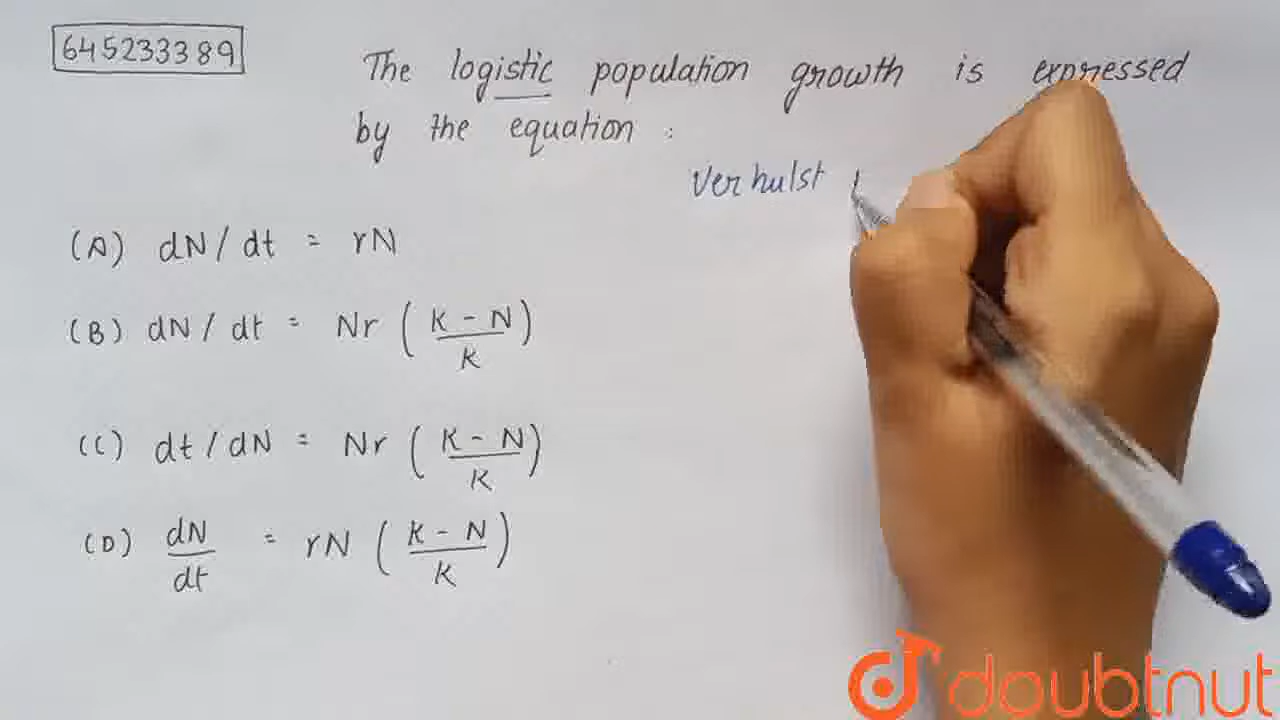 645233389
The logistic population growth is expressed
by the equation :
Verhulst
(A) dN / dt = rN
(B) dN / dt = Nr ( K - N / K )
(C) dt / dN = Nr ( K - N / K )
(D) dN / dt = rN ( K - N / K )
doubtnut